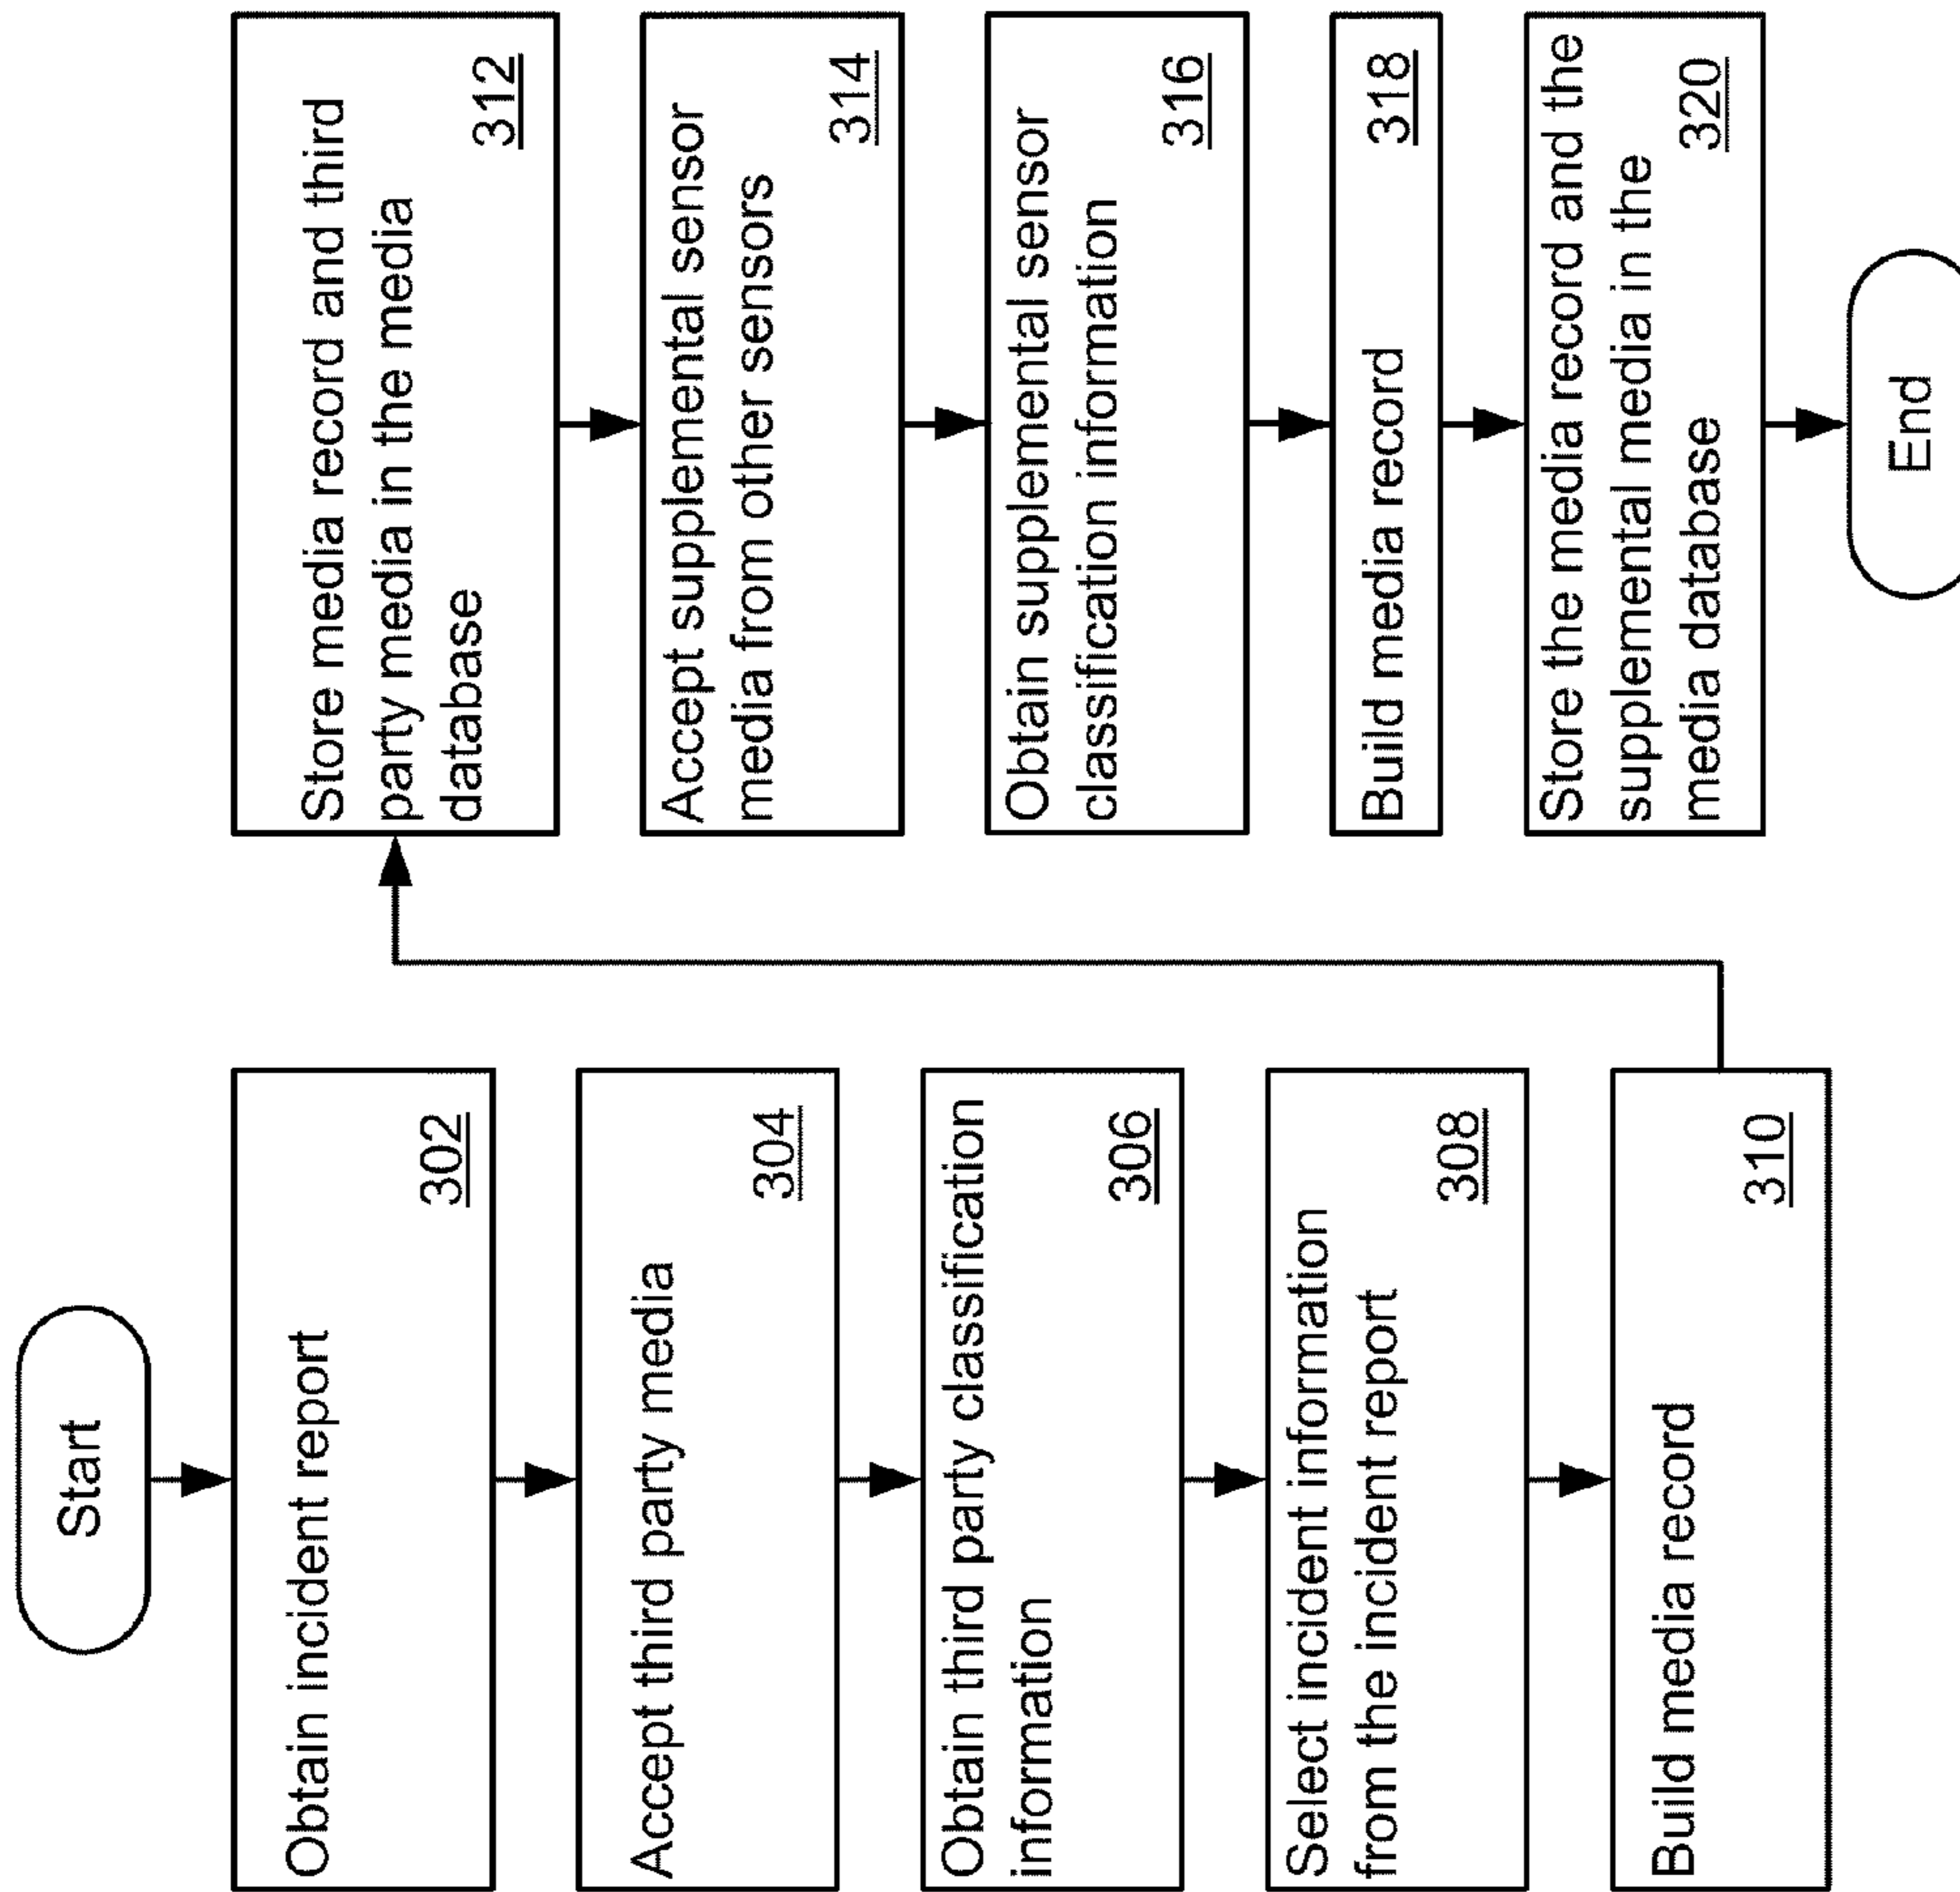 Start
Obtain incident report
302
Accept third party media
304
Obtain third party classification
information
306
Select incident information
from the incident report
308
Build media record
310
Store media record and third
party media in the media
database
312
Accept supplemental sensor
media from other sensors
314
Obtain supplemental sensor
classification information
316
Build media record
318
Store the media record and the
supplemental media in the
media database
320
End